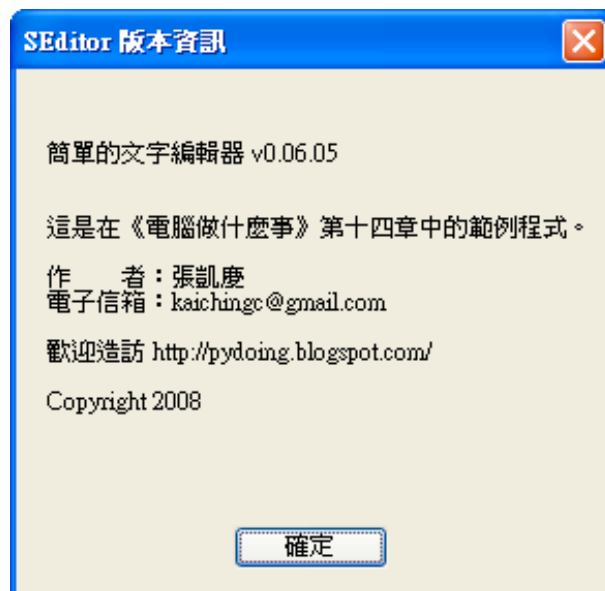 SEditor 版本資訊
簡單的文字編輯器 v0.06.05
這是在《電腦做什麼事》第十四章中的範例程式。
作　　者：張凱慶
電子信箱：kaichingc@gmail.com
歡迎造訪 http://pydoing.blogspot.com/
Copyright 2008
確定